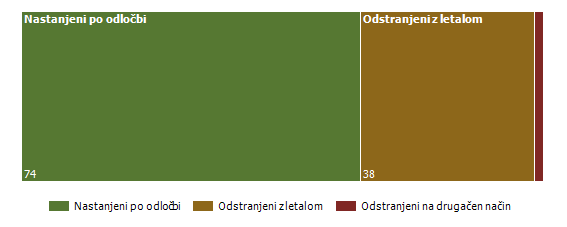 Nastanjeni po odločbi
Odstranjeni z letalom
74
38
Nastanjeni po odločbi
Odstranjeni z letalom
Odstranjeni na drugačen način